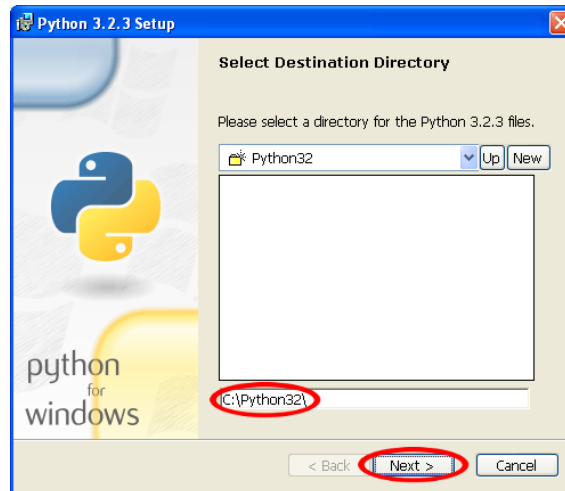 Python 3.2.3 Setup
Select Destination Directory
Please select a directory for the Python 3.2.3 files.
Python32
Up New
python
for
windows
C:\Python32\
< Back Next > Cancel